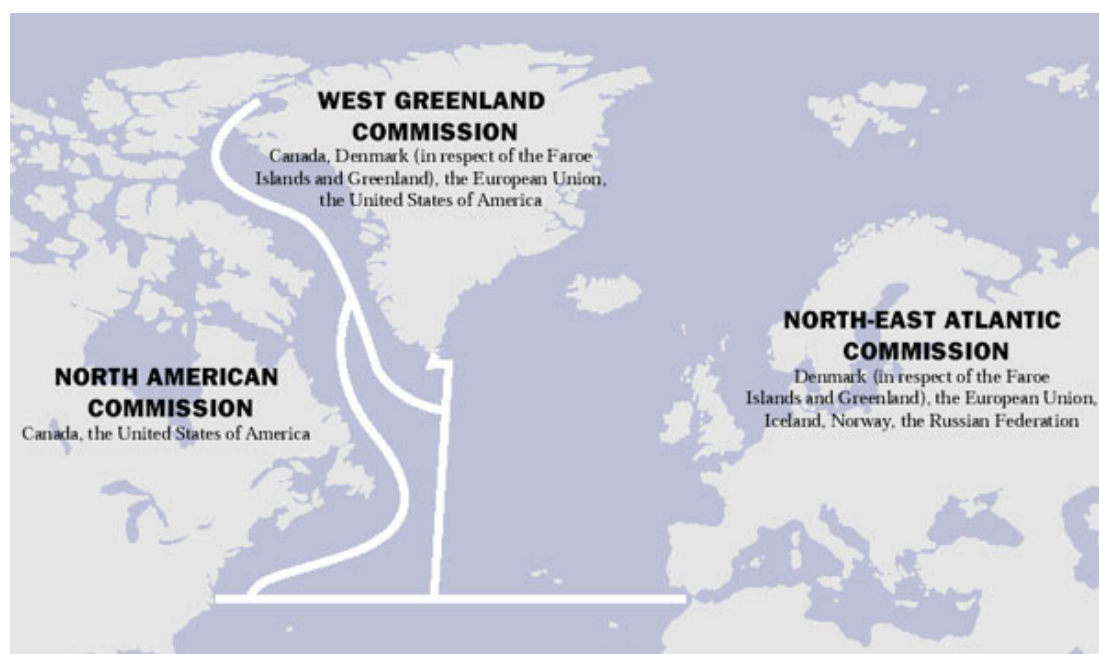 WEST GREENLAND
COMMISSION
Canada, Denmark (in respect of the Faroe
Islands and Greenland), the European Union,
the United States of America
NORTH AMERICAN
COMMISSION
Canada, the United States of America
NORTH-EAST ATLANTIC
COMMISSION
Denmark (in respect of the Faroe
Islands and Greenland), the European Union,
Iceland, Norway, the Russian Federation